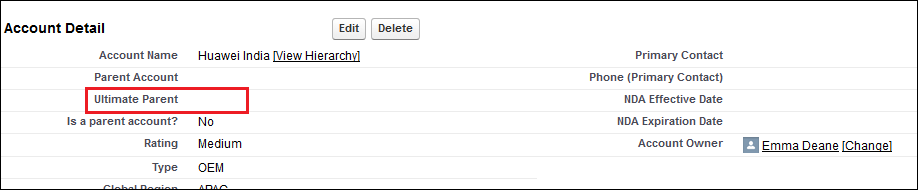 Account Detail Edit Delete
Account Name Huawei India [View Hierarchy] Primary Contact
Parent Account Phone (Primary Contact)
Ultimate Parent NDA Effective Date
Is a parent account? No NDA Expiration Date
Rating Medium Account Owner Emma Deane [Change]
Type OEM
Global Region APAC